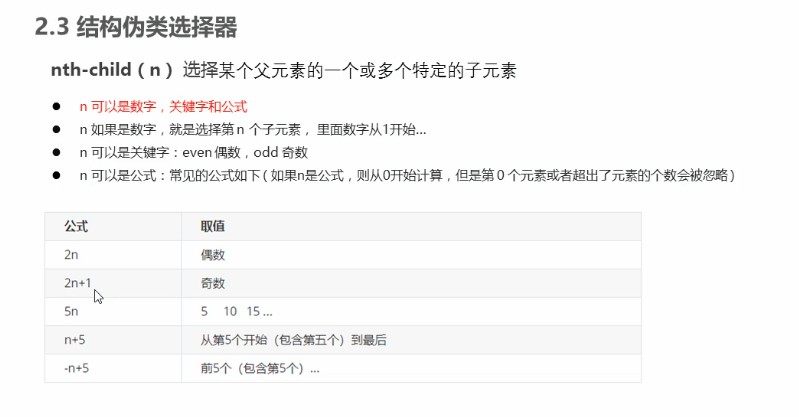 2.3 结构伪类选择器
nth-child（n） 选择某个父元素的一个或多个特定的子元素
● n 可以是数字，关键字和公式
● n 如果是数字，就是选择第 n 个子元素， 里面数字从1开始...
● n 可以是关键字：even 偶数，odd 奇数
● n 可以是公式：常见的公式如下 ( 如果n是公式，则从0开始计算，但是第 0 个元素或者超出了元素的个数会被忽略 )
公式 取值
2n 偶数
2n+1 奇数
5n 5 10 15 ...
n+5 从第5个开始（包含第五个）到最后
-n+5 前5个（包含第5个）...